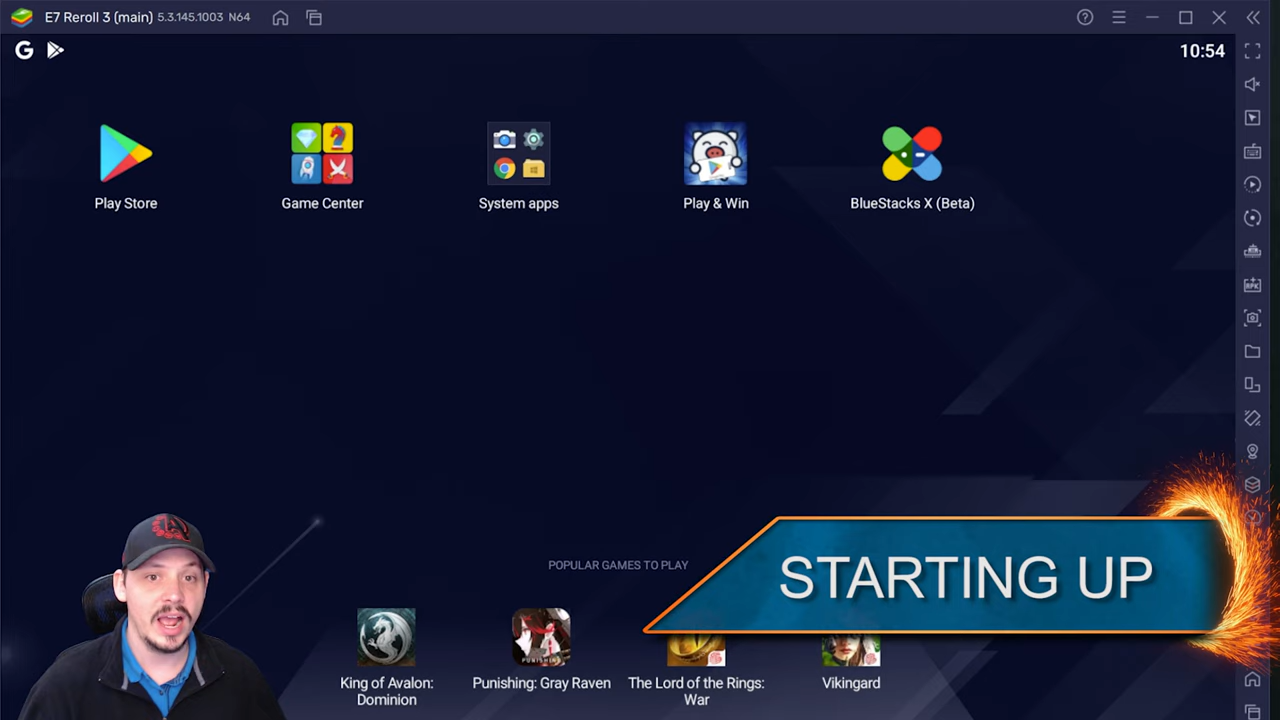 E7 Reroll 3 (main) 5.3.145.1003 N64
10:54
Play Store
Game Center
System apps
Play & Win
BlueStacks X (Beta)
STARTING UP
POPULAR GAMES TO PLAY
PUNISHING
King of Avalon:
Dominion
Punishing: Gray Raven
The Lord of the Rings:
War
Vikingard